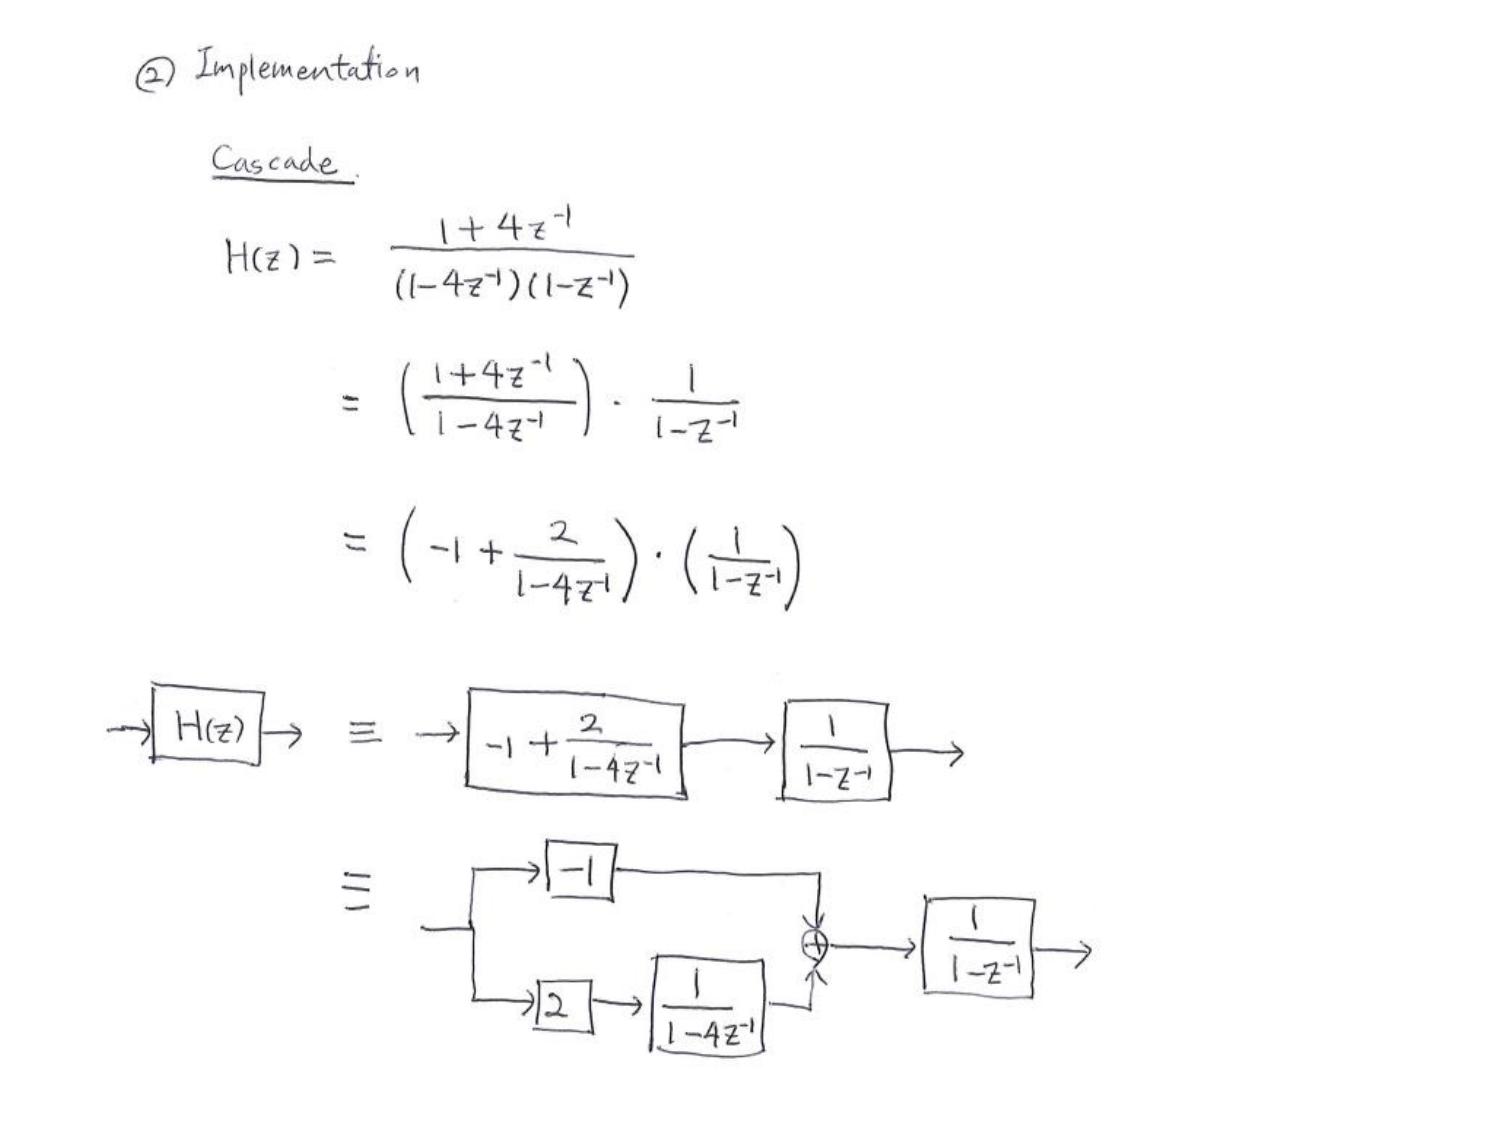 ② Implementation
Cascade.
H(z) = \frac{1+4z^{-1}}{(1-4z^{-1})(1-z^{-1})}
= \left(\frac{1+4z^{-1}}{1-4z^{-1}}\right) \cdot \frac{1}{1-z^{-1}}
= \left(-1+\frac{2}{1-4z^{-1}}\right) \cdot \left(\frac{1}{1-z^{-1}}\right)
→ H(z) → ≡ → -1+\frac{2}{1-4z^{-1}} → \frac{1}{1-z^{-1}} →
≡
-1
+ → \frac{1}{1-z^{-1}} →
2 → \frac{1}{1-4z^{-1}}